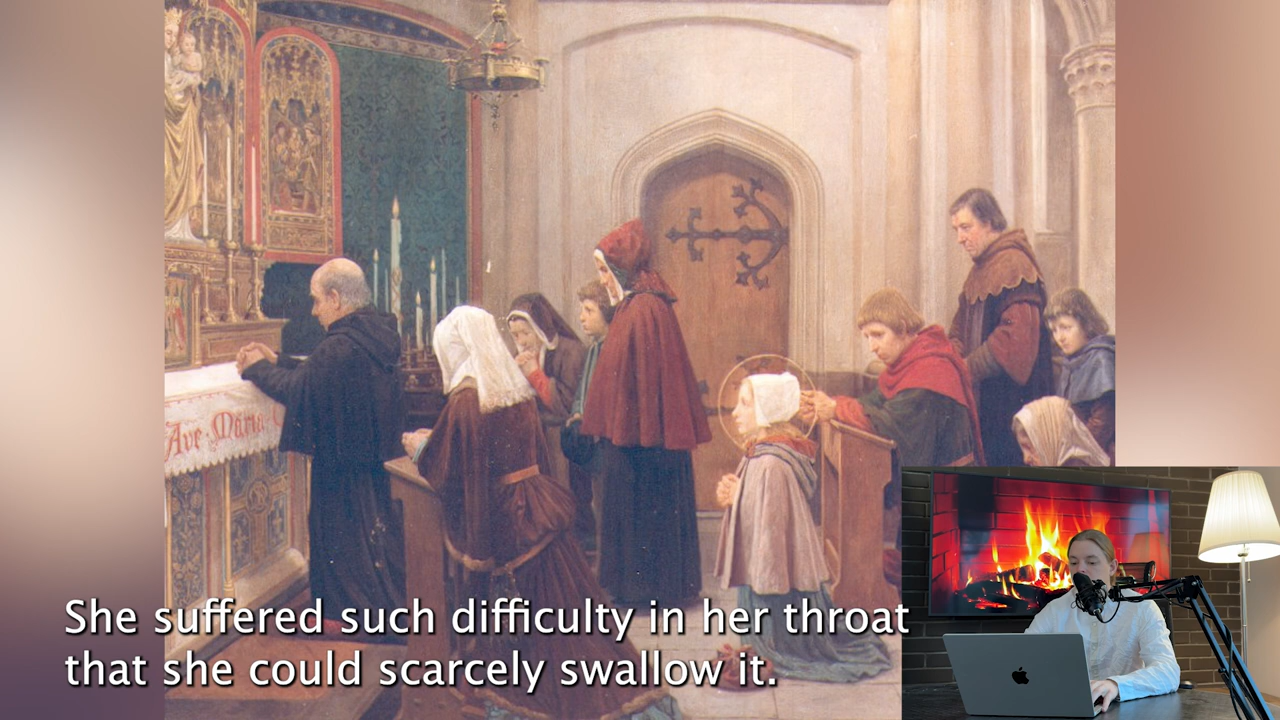 Ave Maria
She suffered such difficulty in her throat
that she could scarcely swallow it.